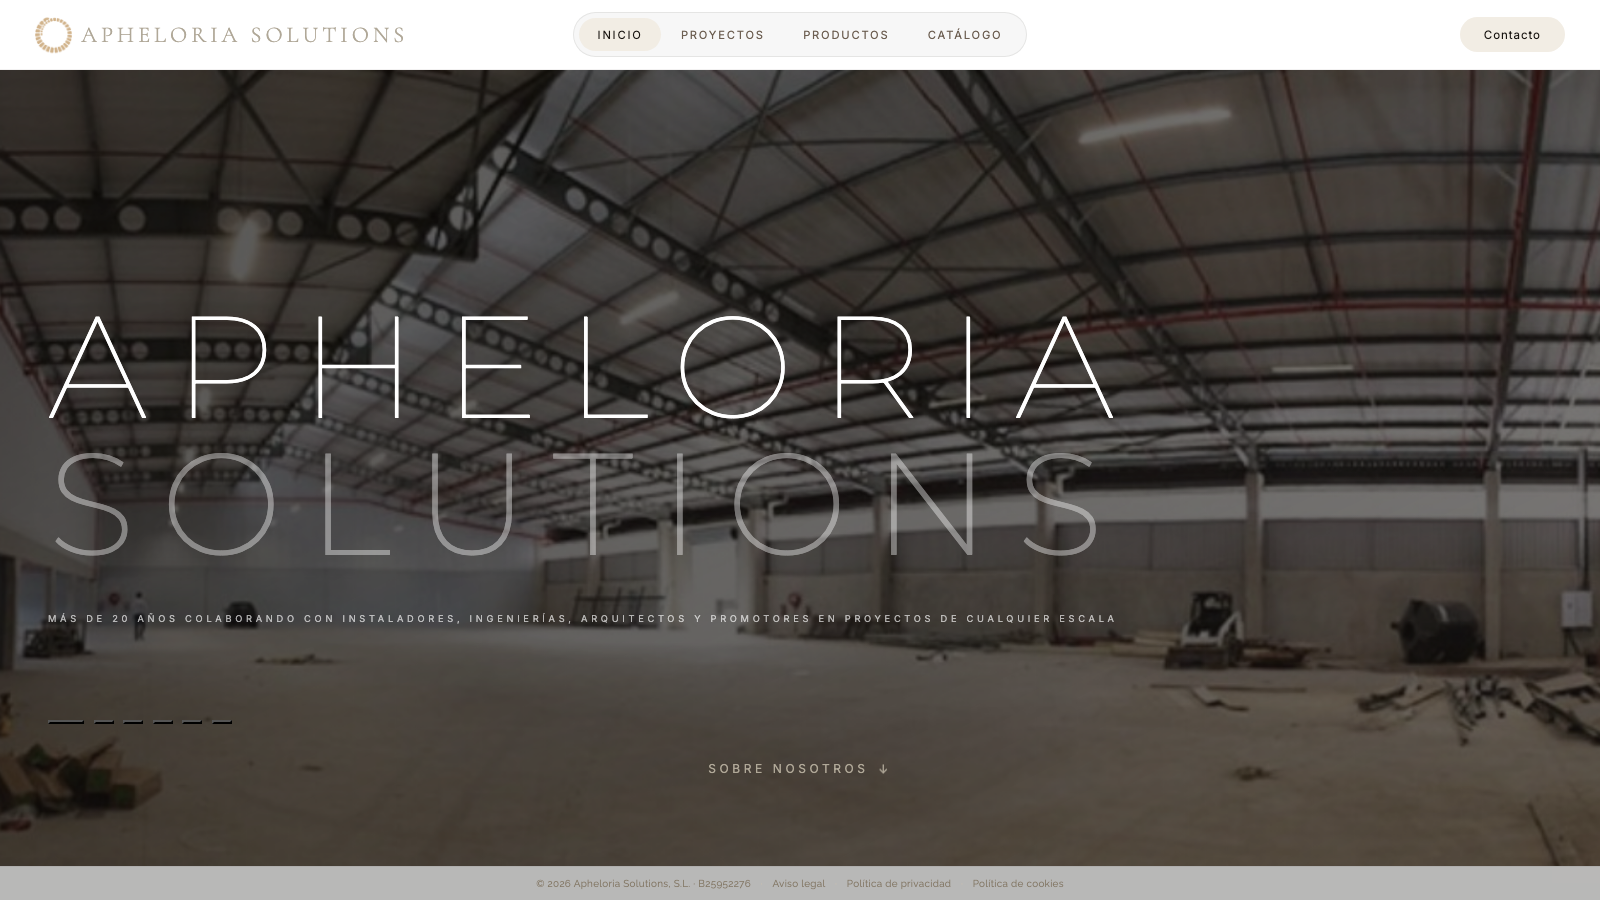 APHELORIA SOLUTIONS
INICIO
PROYECTOS
PRODUCTOS
CATÁLOGO
Contacto
APHELORIA
SOLUTIONS
MÁS DE 20 AÑOS COLABORANDO CON INSTALADORES, INGENIERÍAS, ARQUITECTOS Y PROMOTORES EN PROYECTOS DE CUALQUIER ESCALA
SOBRE NOSOTROS ↓
© 2026 Apheloria Solutions, S.L. · B25952276
Aviso legal
Política de privacidad
Política de cookies